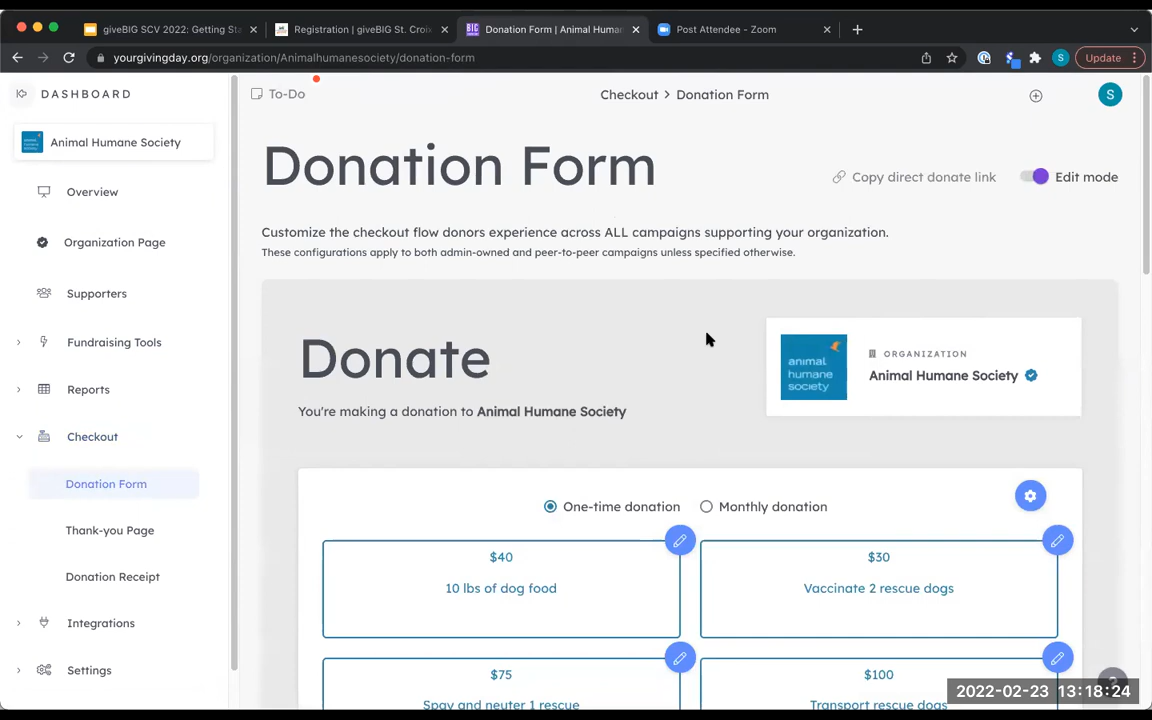 giveBIG SCV 2022: Getting Sta
Registration | giveBIG St. Croix
Donation Form | Animal Human
Post Attendee - Zoom
yourgivingday.org/organization/Animalhumanesociety/donation-form
S
Update
DASHBOARD
To-Do
Checkout > Donation Form
S
Animal Humane Society
Overview
Organization Page
Supporters
Fundraising Tools
Reports
Checkout
Donation Form
Thank-you Page
Donation Receipt
Integrations
Settings
Donation Form
Copy direct donate link
Edit mode
Customize the checkout flow donors experience across ALL campaigns supporting your organization.
These configurations apply to both admin-owned and peer-to-peer campaigns unless specified otherwise.
Donate
You're making a donation to Animal Humane Society
animal
humane
society
ORGANIZATION
Animal Humane Society
One-time donation
Monthly donation
$40
10 lbs of dog food
$30
Vaccinate 2 rescue dogs
$75
Spay and neuter 1 rescue
$100
Transport rescue dogs
?
2022-02-23 13:18:24